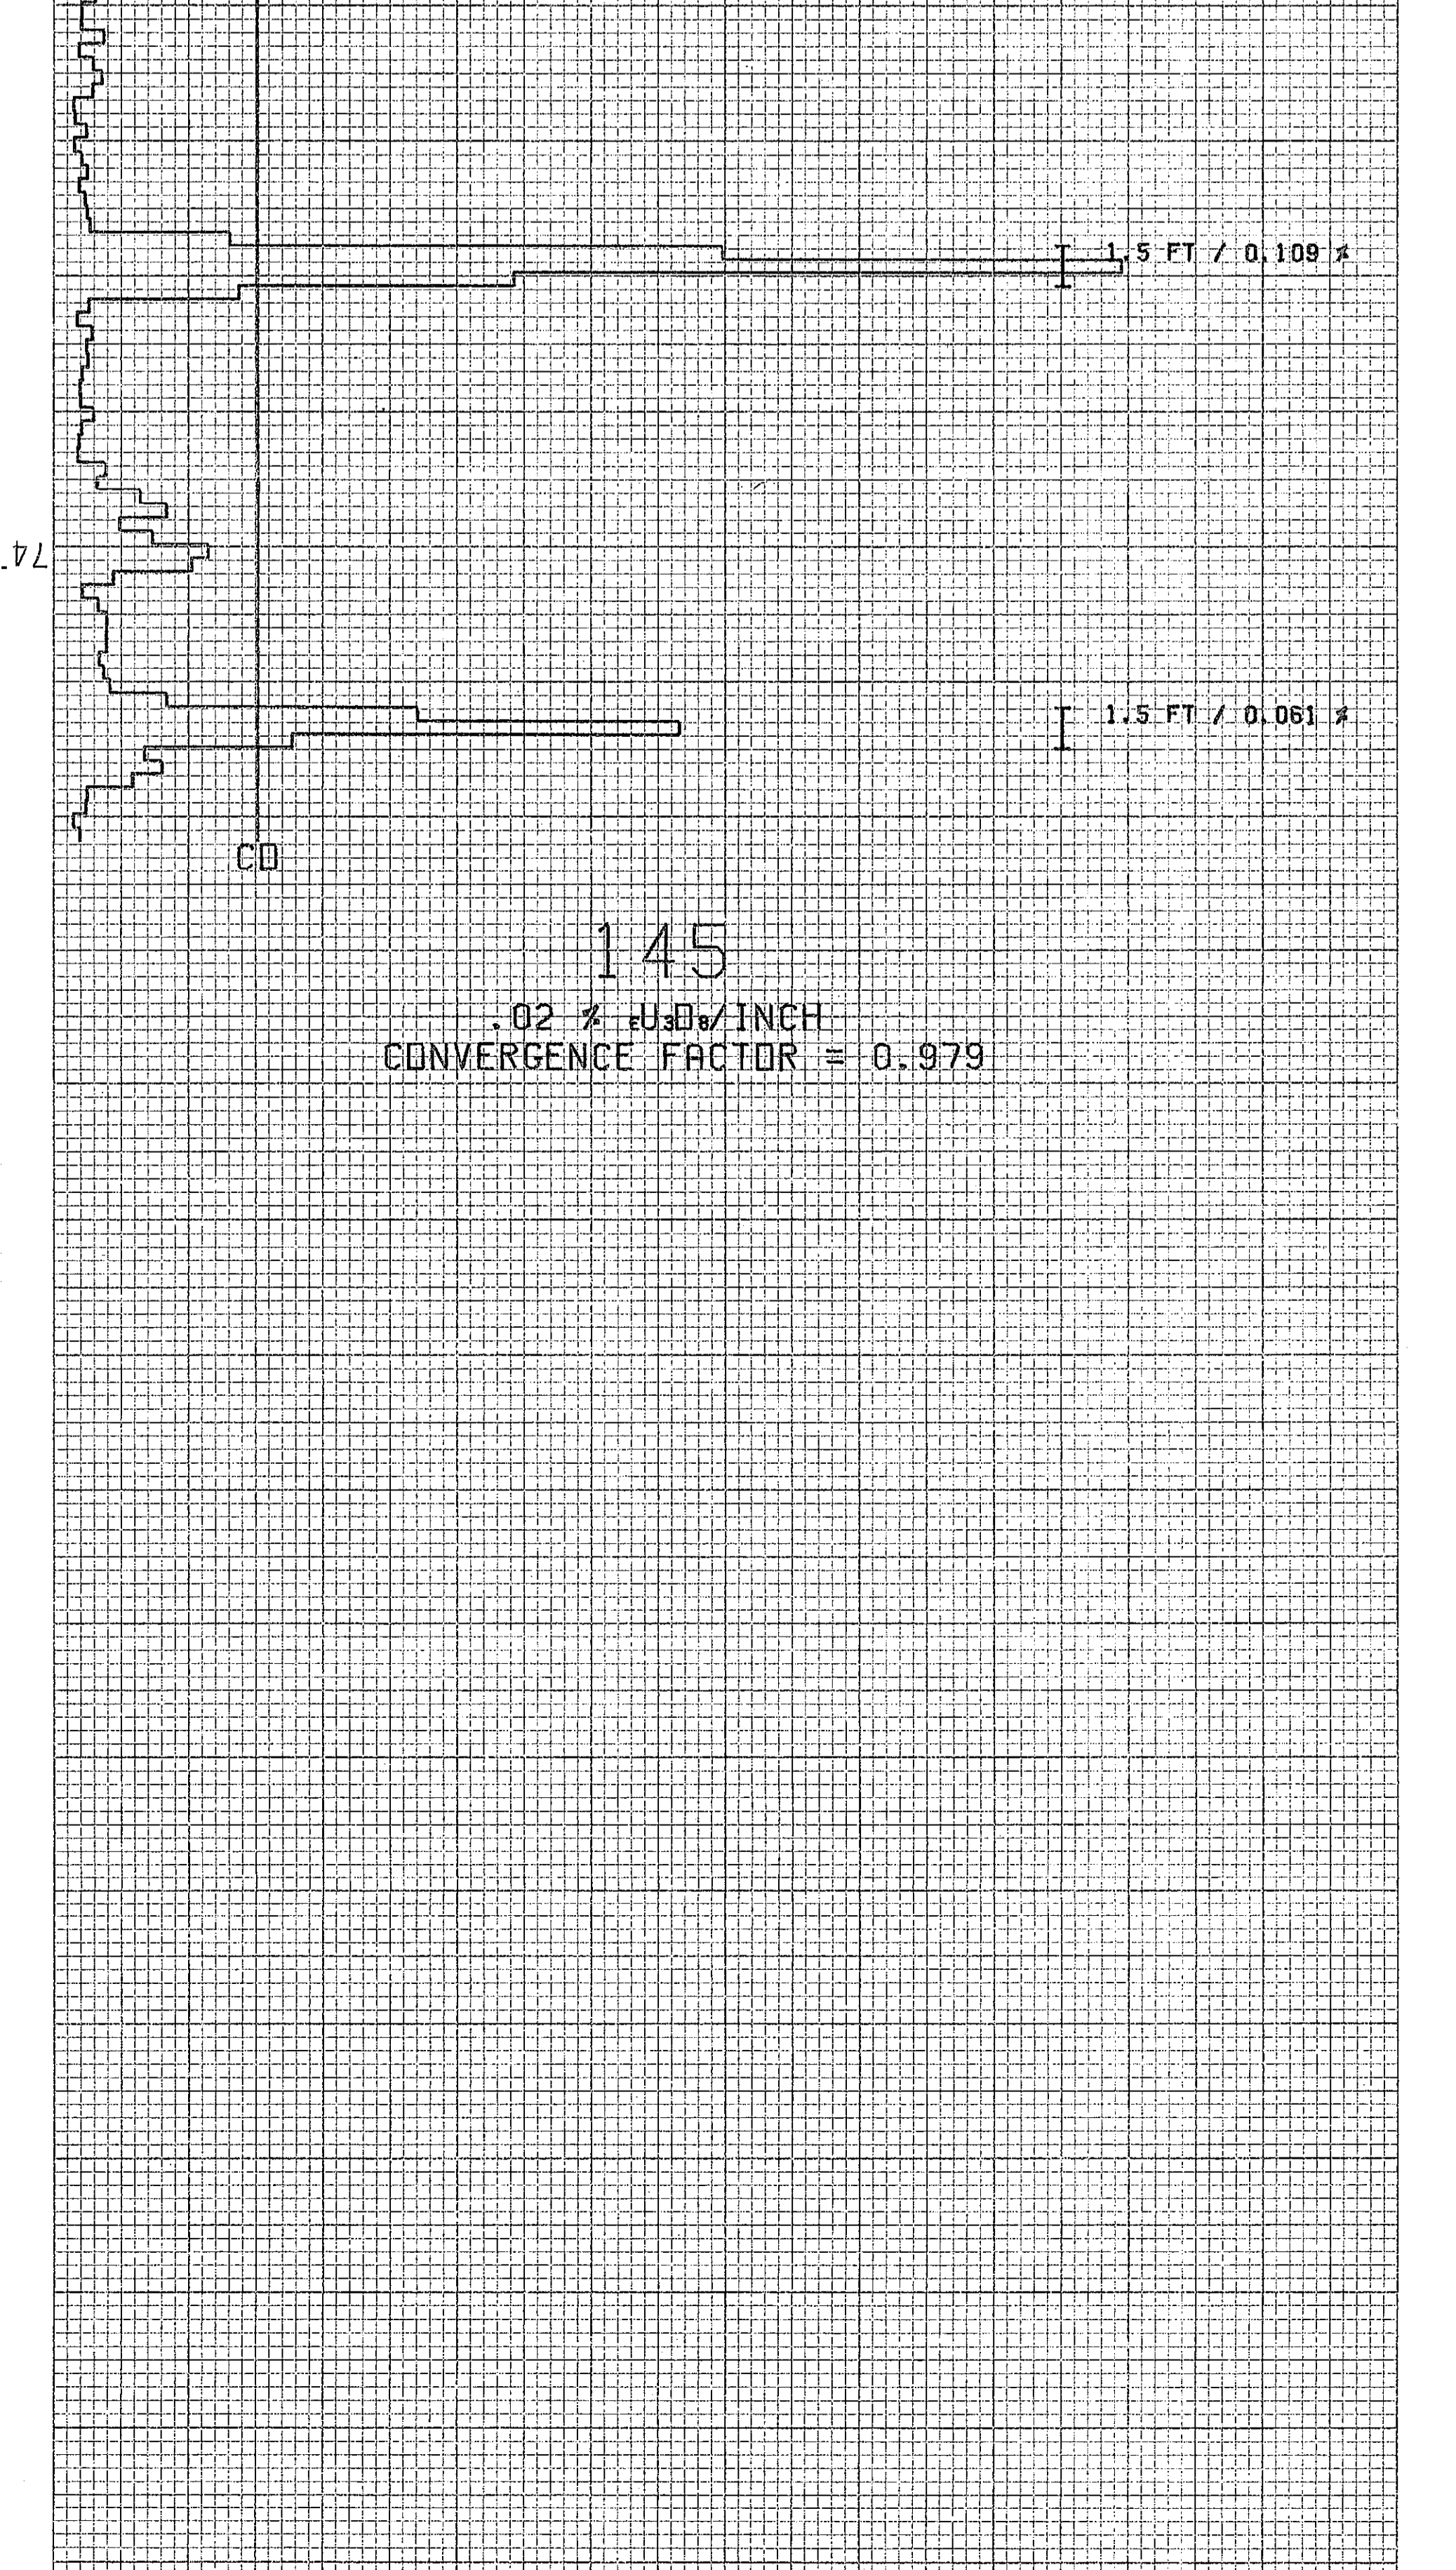 1.5 FT / 0.109 %
74
1.5 FT / 0.061 %
CO
145
.02 % eU3O8/INCH
CONVERGENCE FACTOR = 0.979